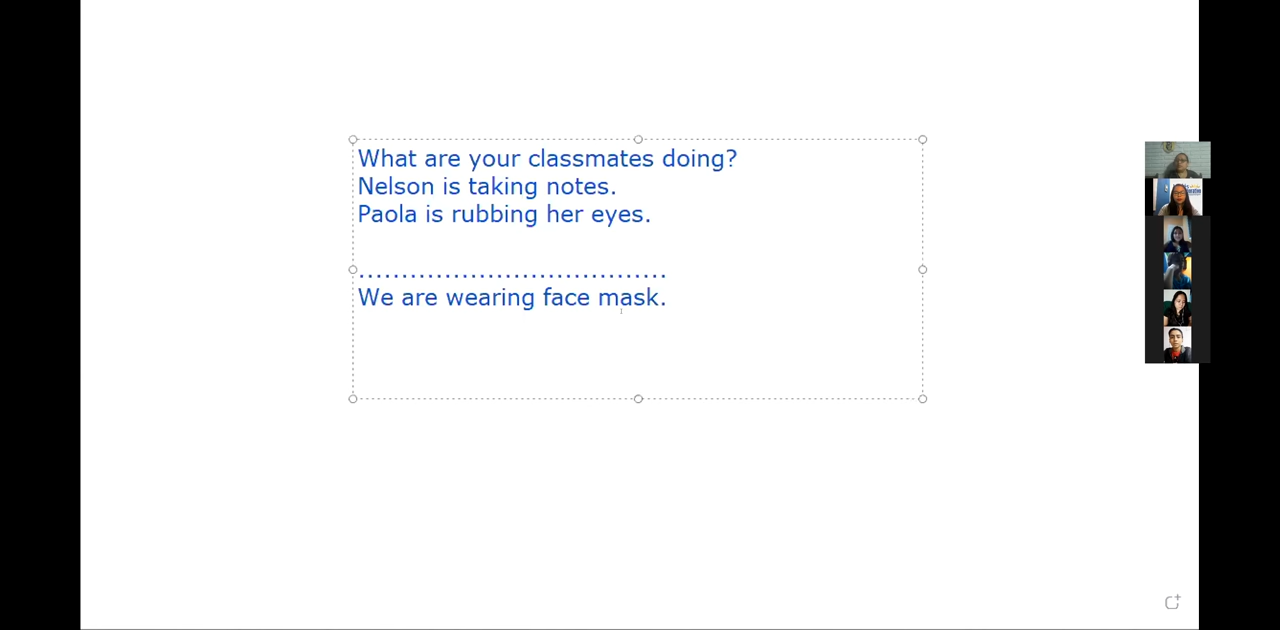 What are your classmates doing?
Nelson is taking notes.
Paola is rubbing her eyes.
...................................
We are wearing face mask.